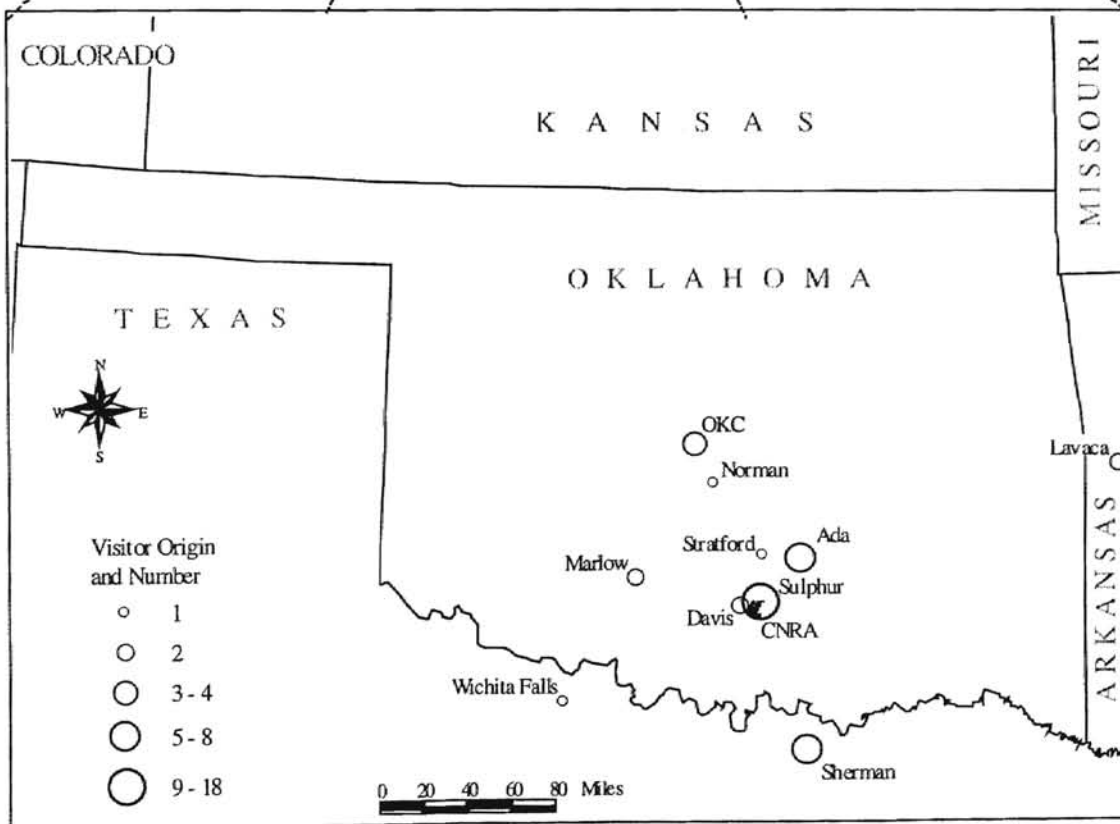 COLORADO
KANSAS
MISSOURI
OKLAHOMA
TEXAS
N
W E
S
OKC
Norman
Lavaca
Stratford
Ada
Marlow
Sulphur
Davis
CNRA
ARKANSAS
Wichita Falls
Sherman
Visitor Origin
and Number
1
2
3 - 4
5 - 8
9 - 18
0 20 40 60 80 Miles